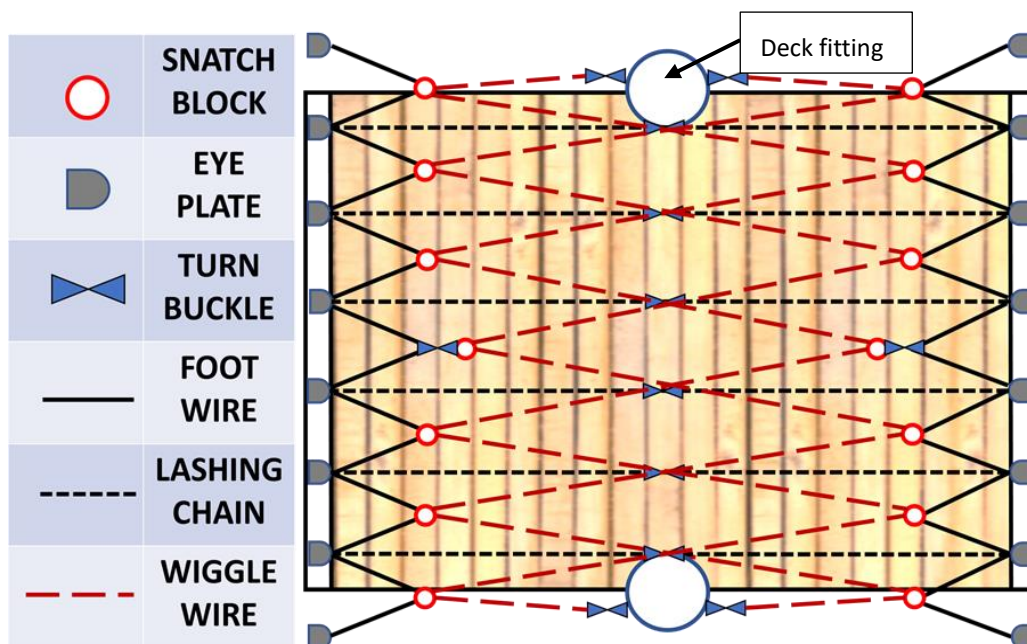 SNATCH
BLOCK
EYE
PLATE
TURN
BUCKLE
FOOT
WIRE
LASHING
CHAIN
WIGGLE
WIRE
Deck fitting